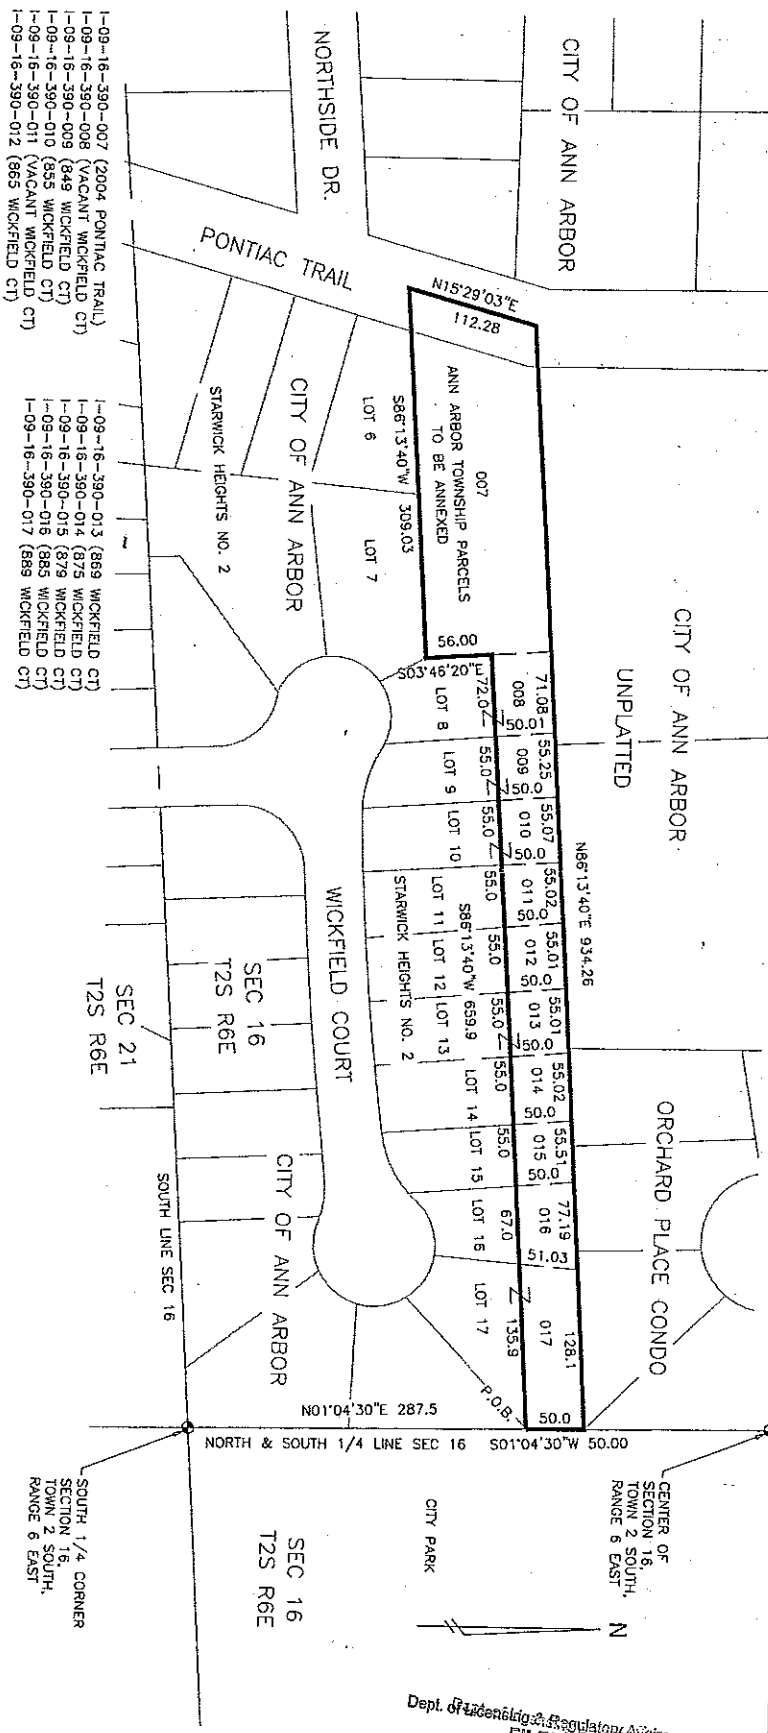 CITY OF ANN ARBOR
NORTHSIDE DR.
PONTIAC TRAIL
N15°29'03"E
112.28
007
ANN ARBOR TOWNSHIP PARCELS
TO BE ANNEXED
S86°13'40"W 309.03
LOT 6
LOT 7
CITY OF ANN ARBOR
STARWICK HEIGHTS NO. 2
CITY OF ANN ARBOR
UNPLATTED
N86°13'40"E 934.26
56.00
S03°46'20"E
71.08
008
50.01
72.0
LOT 8
55.25
009
50.0
55.0
LOT 9
55.07
010
50.0
55.0
LOT 10
55.02
011
50.0
55.0
LOT 11
55.01
012
50.0
55.0
LOT 12
55.01
013
50.0
55.0
LOT 13
55.02
014
50.0
55.0
LOT 14
55.51
015
50.0
55.0
LOT 15
77.19
016
51.03
67.0
LOT 16
128.1
017
50.0
135.9
LOT 17
S86°13'40"W 659.9
STARWICK HEIGHTS NO. 2
WICKFIELD COURT
ORCHARD PLACE CONDO
P.O.B.
SEC 16
T2S R6E
SEC 21
T2S R6E
CITY OF ANN ARBOR
SOUTH LINE SEC 16
N01°04'30"E 287.5
NORTH & SOUTH 1/4 LINE SEC 16
S01°04'30"W 50.00
CENTER OF
SECTION 16,
TOWN 2 SOUTH,
RANGE 6 EAST
CITY PARK
N
SEC 16
T2S R6E
SOUTH 1/4 CORNER
SECTION 16,
TOWN 2 SOUTH,
RANGE 6 EAST
I-09-16-390-007 (2004 PONTIAC TRAIL)
I-09-16-390-008 (VACANT WICKFIELD CT)
I-09-16-390-009 (849 WICKFIELD CT)
I-09-16-390-010 (855 WICKFIELD CT)
I-09-16-390-011 (VACANT WICKFIELD CT)
I-09-16-390-012 (865 WICKFIELD CT)
I-09-16-390-013 (869 WICKFIELD CT)
I-09-16-390-014 (875 WICKFIELD CT)
I-09-16-390-015 (879 WICKFIELD CT)
I-09-16-390-016 (885 WICKFIELD CT)
I-09-16-390-017 (889 WICKFIELD CT)
Dept. of Licensing & Regulatory